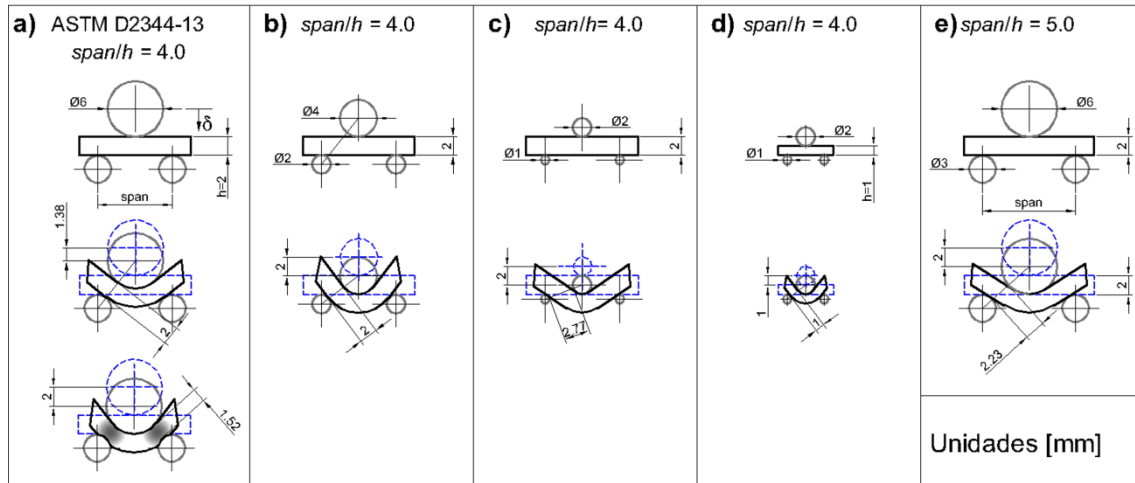 a) ASTM D2344-13
span/h = 4.0
Ø6
δ
h=2
span
1.38
2
2
1.52
b) span/h = 4.0
Ø4
Ø2
2
2
2
c) span/h= 4.0
Ø2
Ø1
2
2
2.77
d) span/h = 4.0
Ø2
Ø1
h=1
1
1
e) span/h = 5.0
Ø6
Ø3
2
span
2
2
2.23
Unidades [mm]